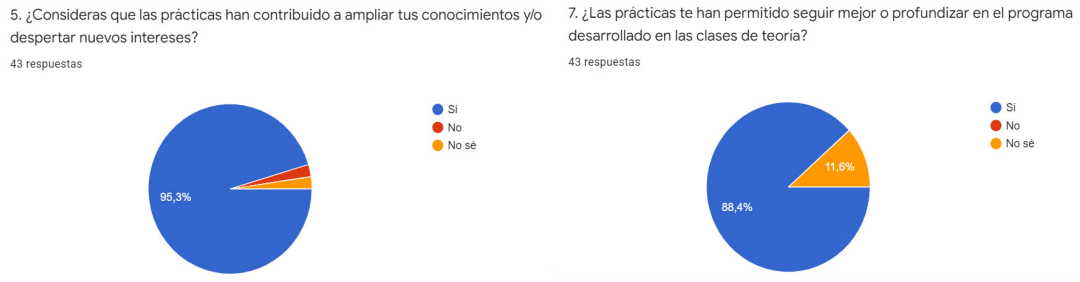 5. ¿Consideras que las prácticas han contribuido a ampliar tus conocimientos y/o
despertar nuevos intereses?
43 respuestas
Si
No
No sé
95,3%
7. ¿Las prácticas te han permitido seguir mejor o profundizar en el programa
desarrollado en las clases de teoría?
43 respuestas
Si
No
No sé
11,6%
88,4%